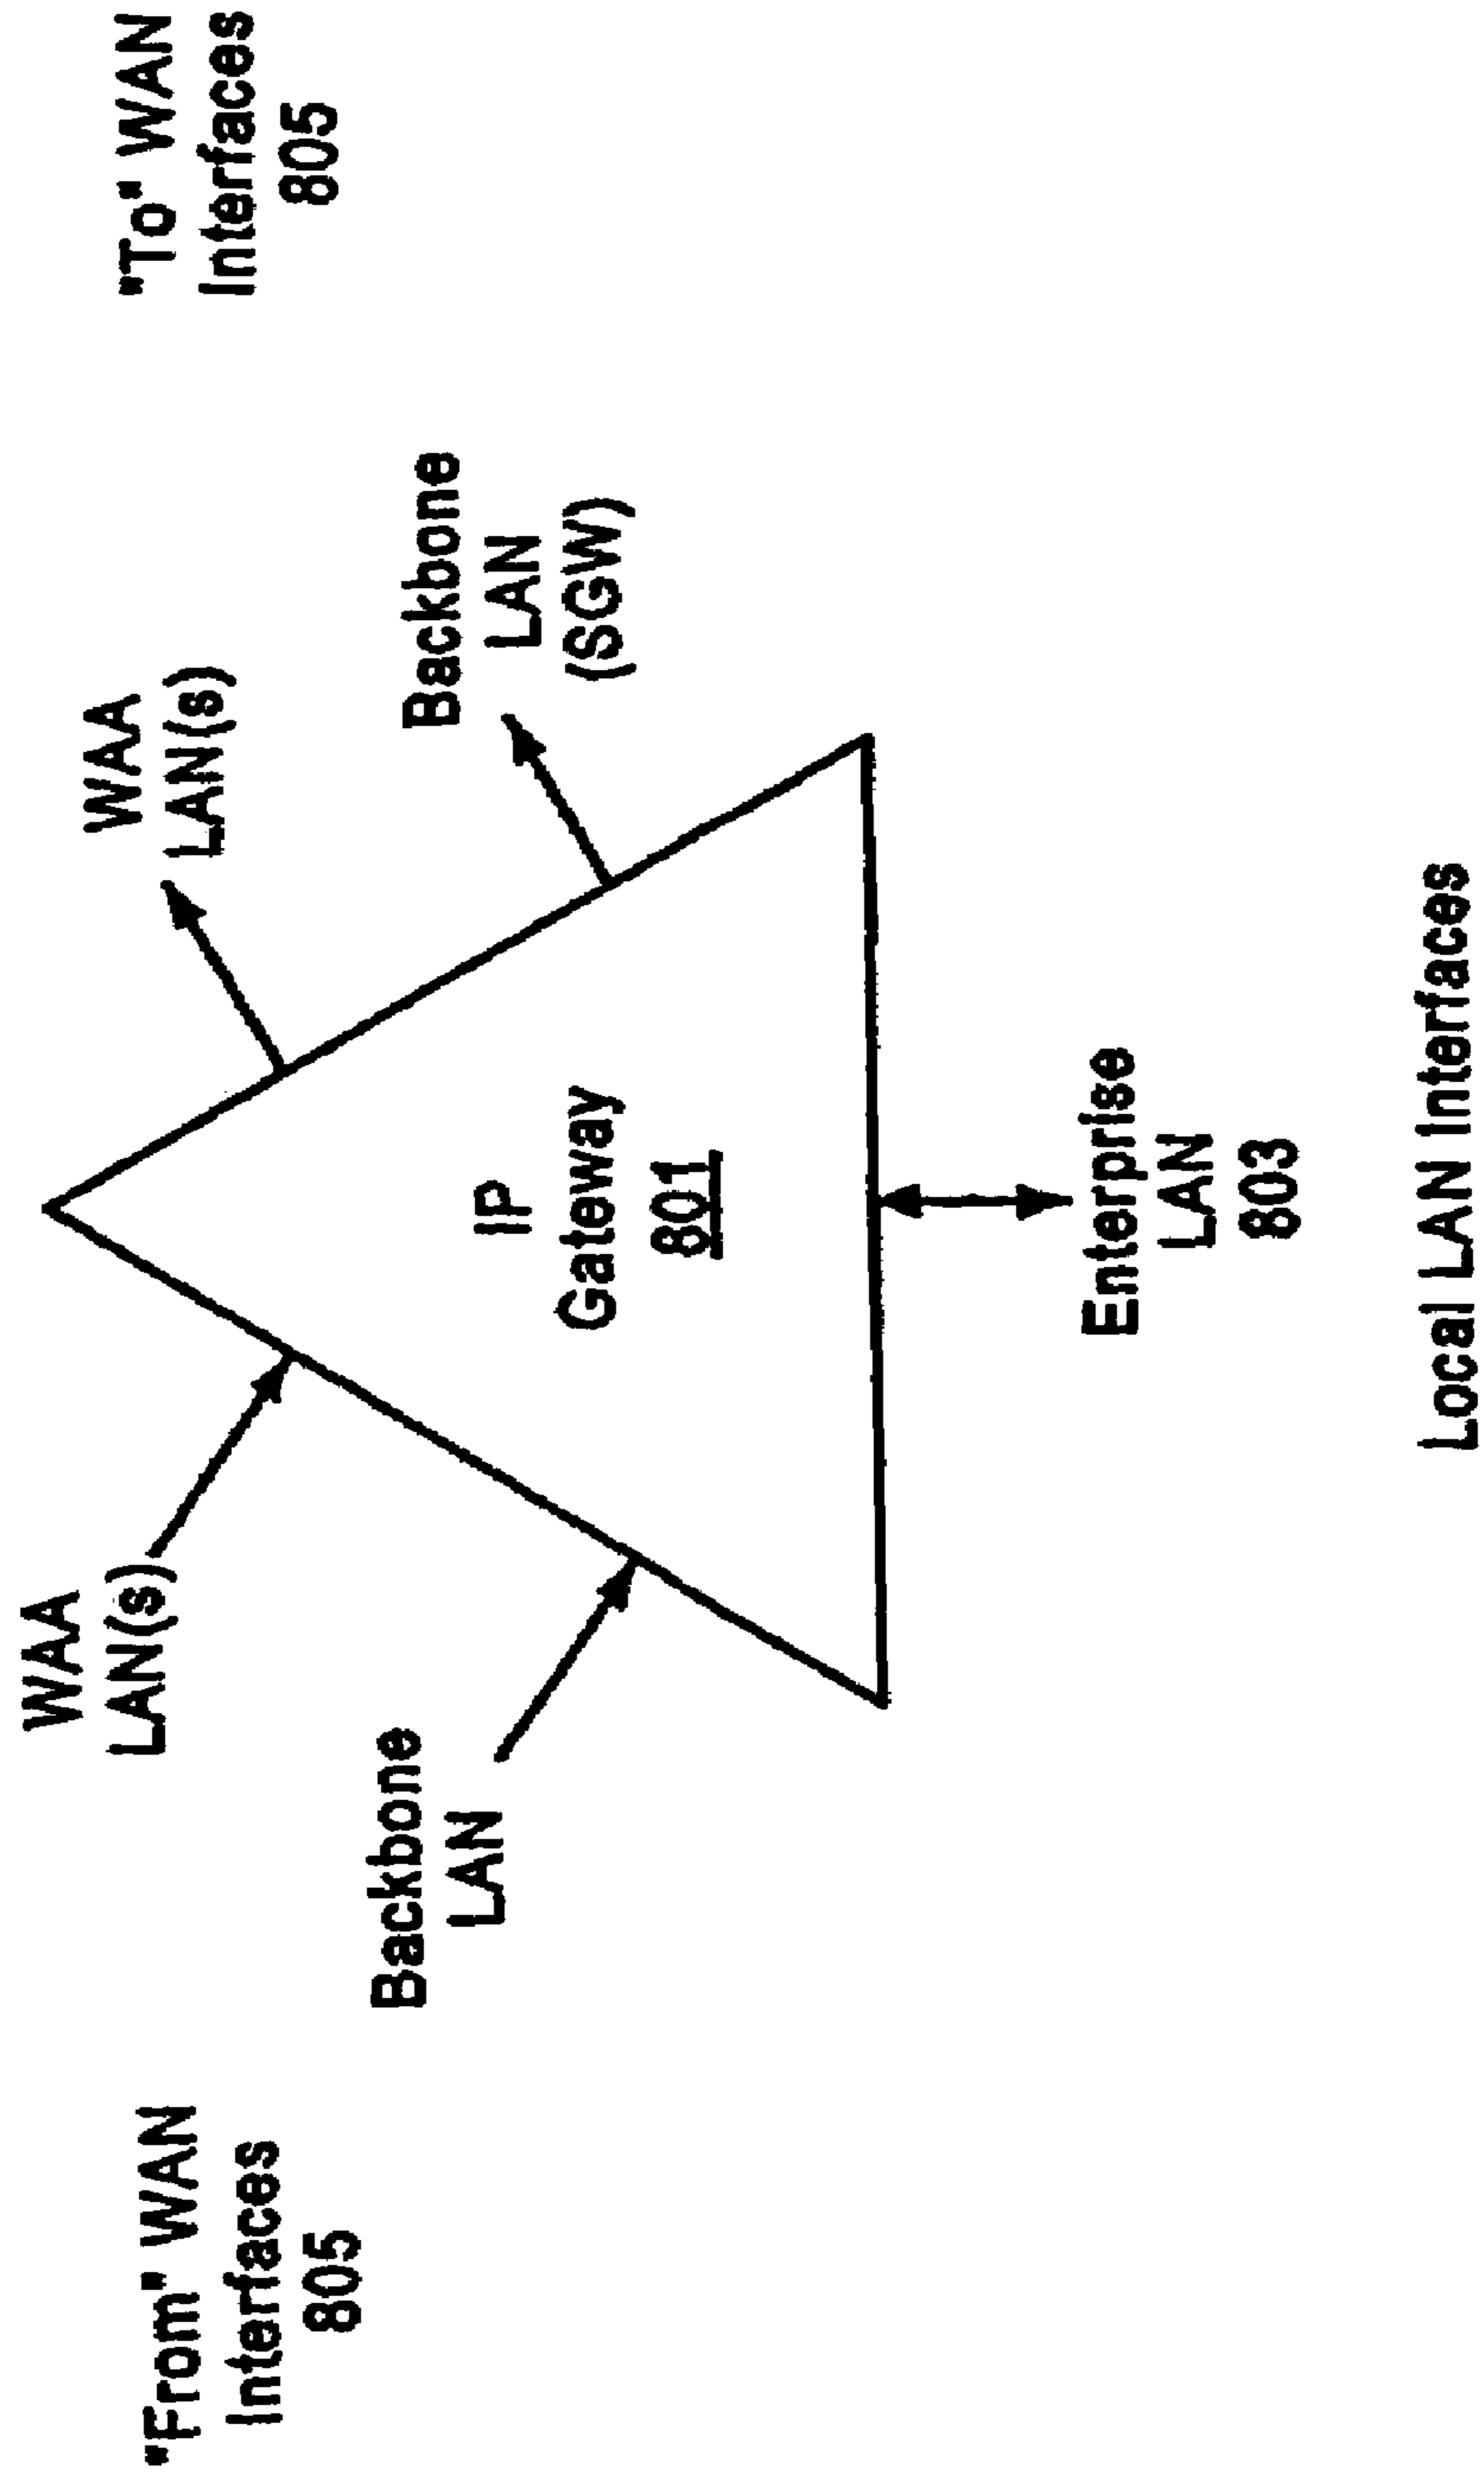 "From" WAN
Interfaces
805
WAA
LAN(s)
Backbone
LAN
IP
Gateway
801
WAA
LAN(s)
Backbone
LAN
(SGW)
"To" WAN
Interfaces
805
Enterprise
LAN
803
Local LAN Interfaces